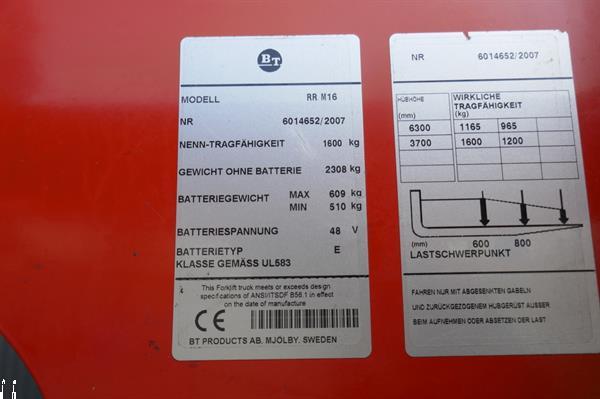 BT
MODELL RR M16
NR 6014652/2007
NENN-TRAGFÄHIGKEIT 1600 kg
GEWICHT OHNE BATTERIE 2308 kg
BATTERIEGEWICHT MAX 609 kg
MIN 510 kg
BATTERIESPANNUNG 48 V
BATTERIETYP E
KLASSE GEMÄSS UL583
This Forklift truck meets or exceeds design
specifications of ANSI/ITSDF B56.1 in effect
on the date of manufacture
CE
BT PRODUCTS AB. MJÖLBY. SWEDEN
NR 6014652/2007
HUBHÖHE WIRKLICHE
TRAGFÄHIGKEIT
(mm) (kg)
6300 1165 965
3700 1600 1200
(mm) 600 800
LASTSCHWERPUNKT
FAHREN NUR MIT ABGESENKTEN GABELN
UND ZURÜCKGEZOGENEM HUBGERÜST AUSSER
BEIM AUFNEHMEN ODER ABSETZEN DER LAST